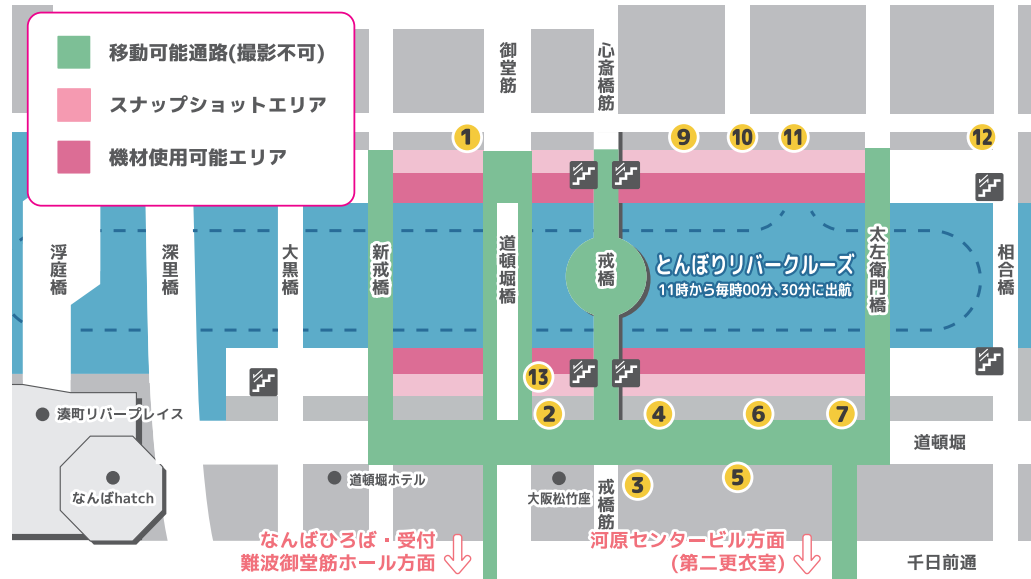 移動可能通路(撮影不可)
スナップショットエリア
機材使用可能エリア
御堂筋
心斎橋筋
1
9
10
11
12
浮庭橋
深里橋
大黒橋
新戎橋
道頓堀橋
戎橋
太左衛門橋
相合橋
とんぼりリバークルーズ
11時から毎時00分、30分に出航
13
2
4
6
7
湊町リバープレイス
道頓堀
なんばhatch
道頓堀ホテル
大阪松竹座
戎橋筋
3
5
なんばひろば・受付
難波御堂筋ホール方面
河原センタービル方面
(第二更衣室)
千日前通